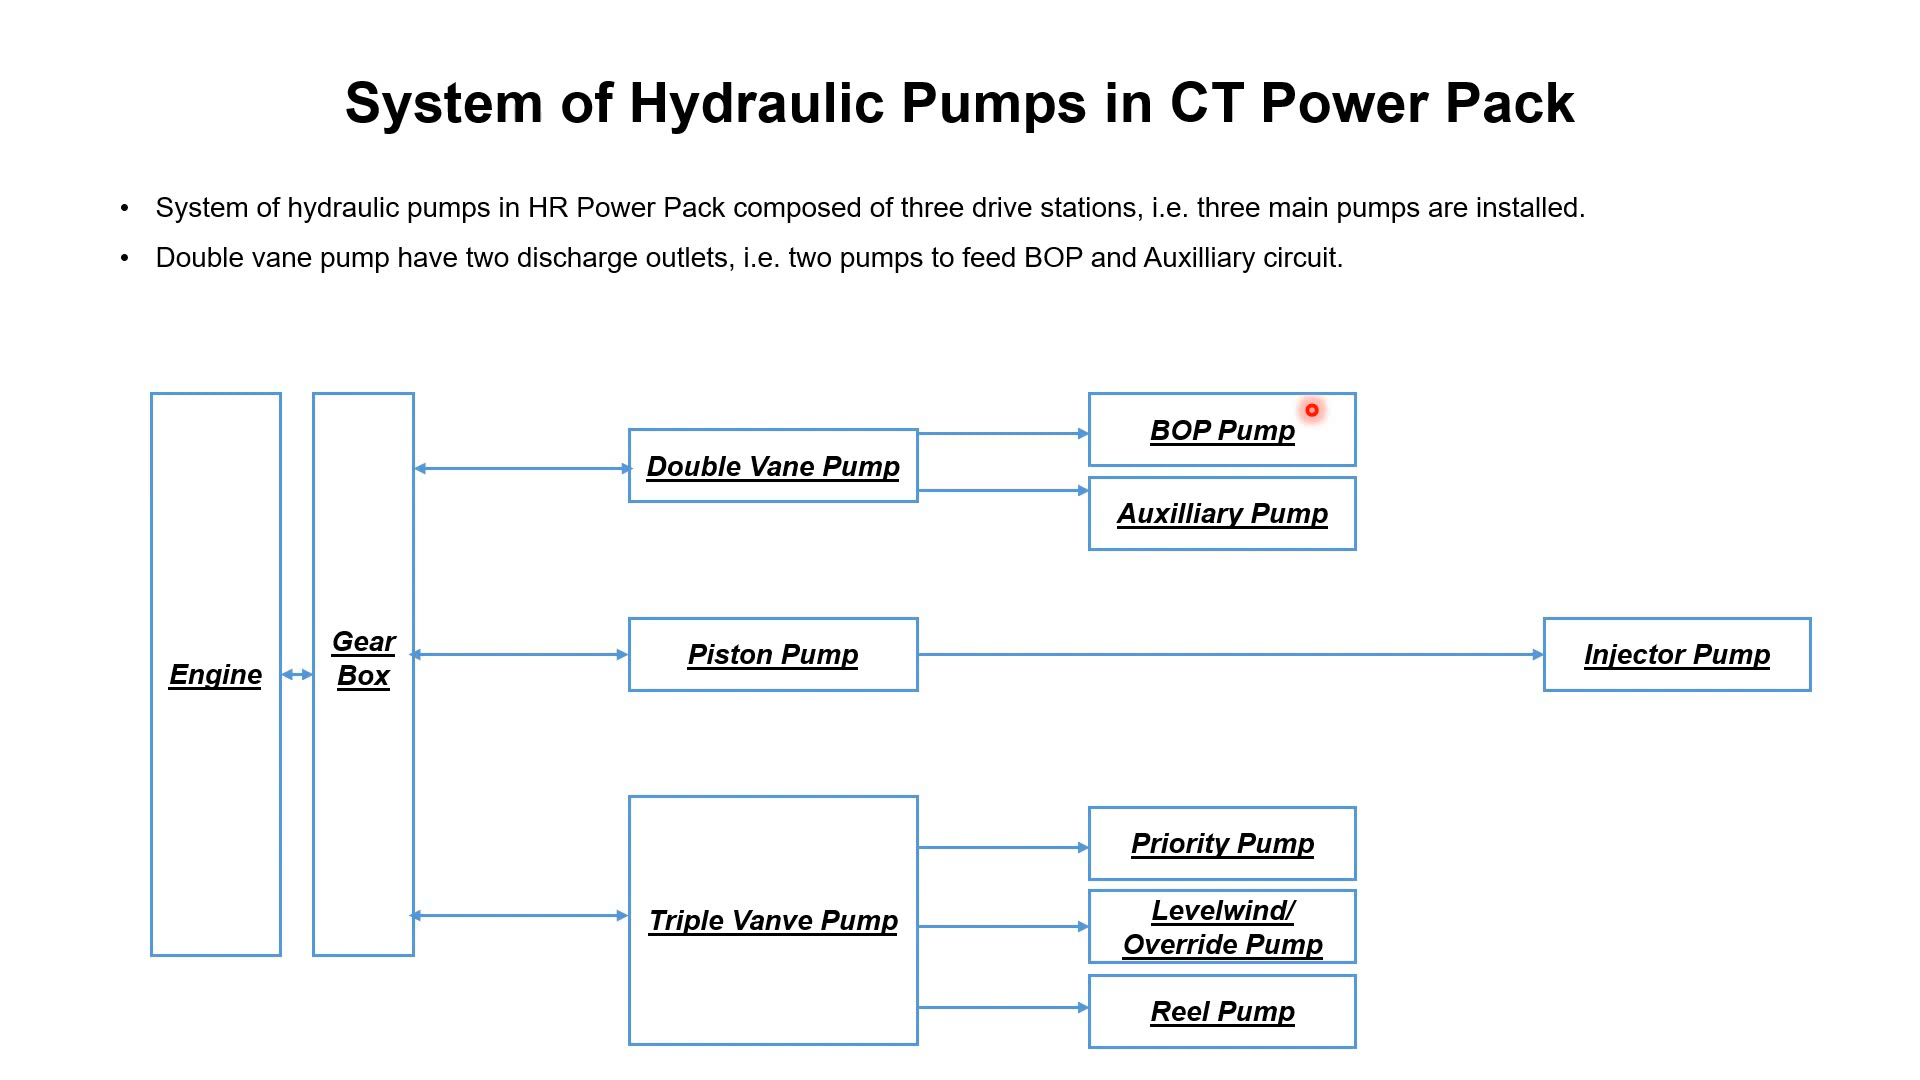 System of Hydraulic Pumps in CT Power Pack
• System of hydraulic pumps in HR Power Pack composed of three drive stations, i.e. three main pumps are installed.
• Double vane pump have two discharge outlets, i.e. two pumps to feed BOP and Auxilliary circuit.
Engine
Gear
Box
Double Vane Pump
BOP Pump
Auxilliary Pump
Piston Pump
Injector Pump
Triple Vanve Pump
Priority Pump
Levelwind/
Override Pump
Reel Pump